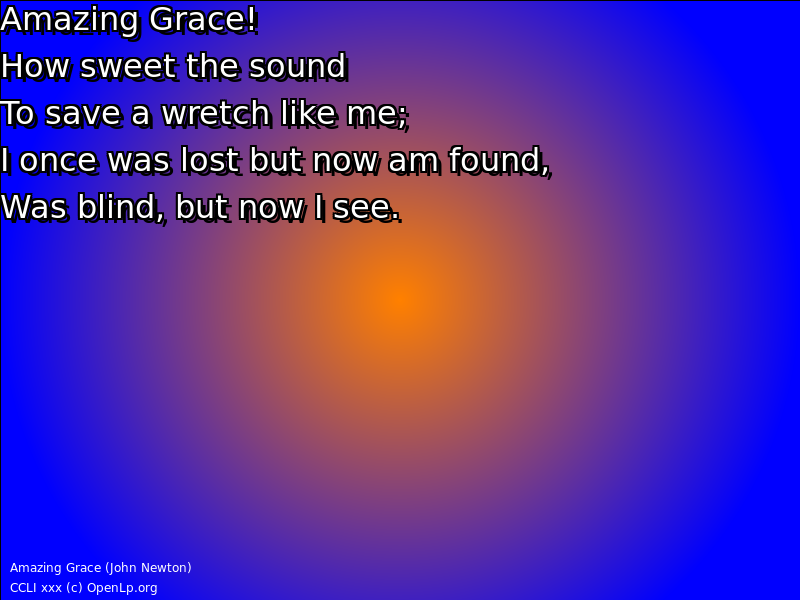 Amazing Grace!
How sweet the sound
To save a wretch like me;
I once was lost but now am found,
Was blind, but now I see.
Amazing Grace (John Newton)
CCLI xxx (c) OpenLp.org